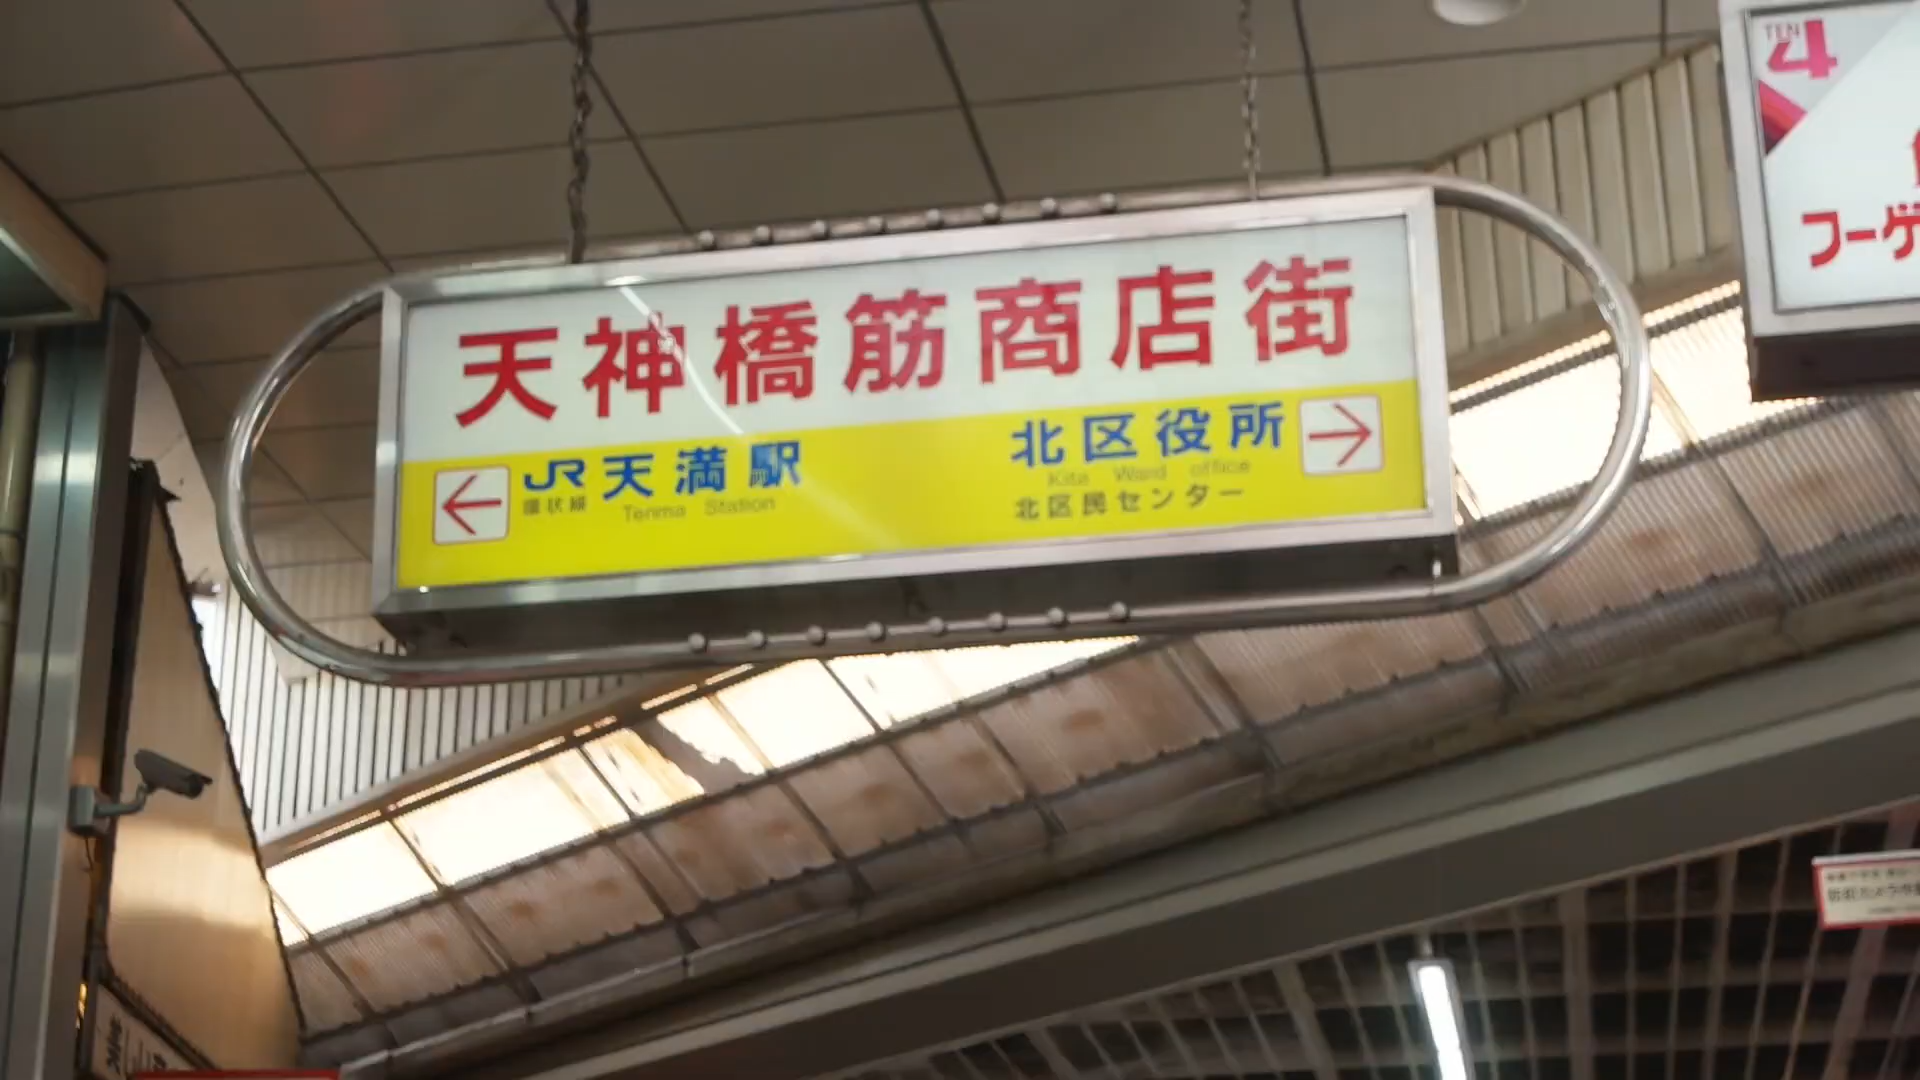 天神橋筋商店街
JR天満駅
環状線 Tenma Station
北区役所
Kita Ward office
北区民センター
TEN
4
フーゲ